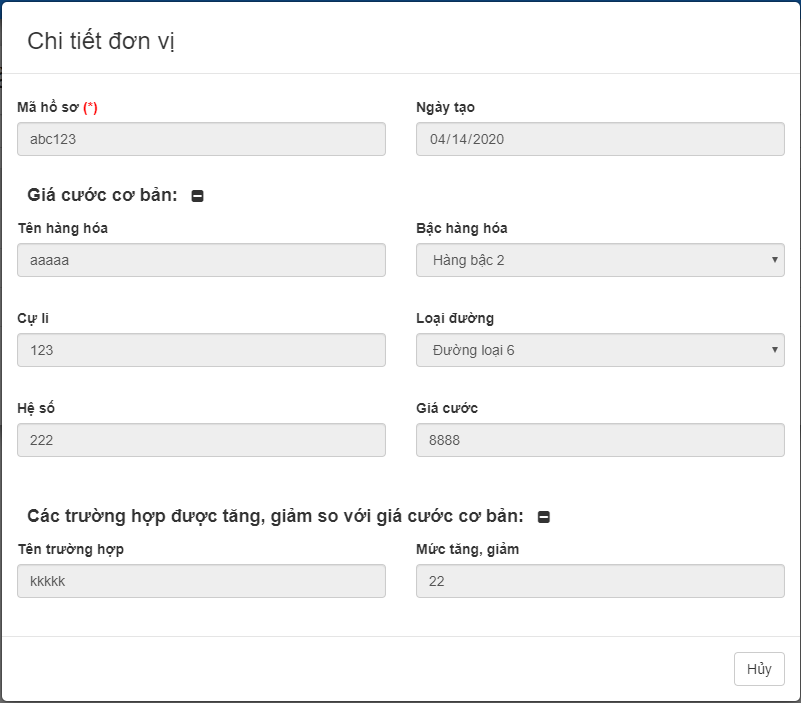 Chi tiết đơn vị
Mã hồ sơ (*)
Ngày tạo
abc123
04/14/2020
Giá cước cơ bản:
Tên hàng hóa
Bậc hàng hóa
aaaaa
Hàng bậc 2
Cự li
Loại đường
123
Đường loại 6
Hệ số
Giá cước
222
8888
Các trường hợp được tăng, giảm so với giá cước cơ bản:
Tên trường hợp
Mức tăng, giảm
kkkkk
22
Hủy